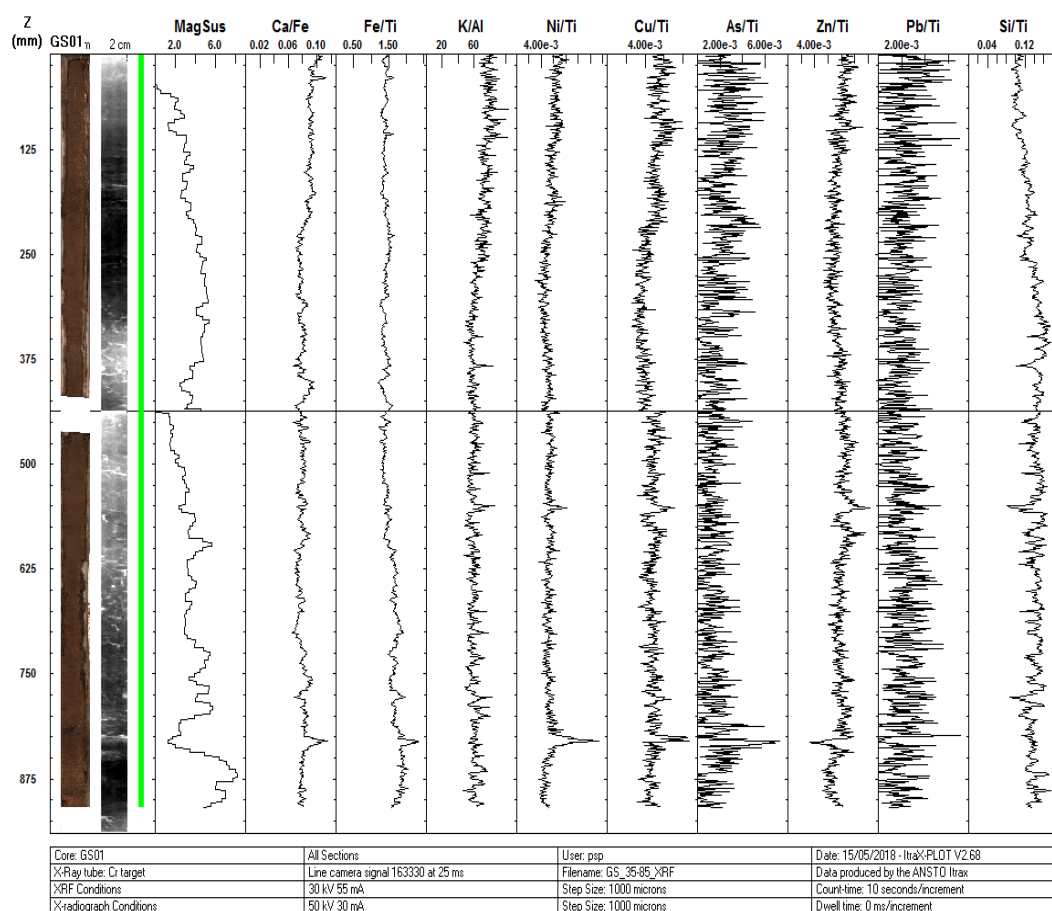 Z MagSus Ca/Fe Fe/Ti K/Al Ni/Ti Cu/Ti As/Ti Zn/Ti Pb/Ti Si/Ti
(mm) GS01 n 2 cm 2.0 6.0 0.02 0.06 0.10 0.50 1.50 20 60 4.00e-3 4.00e-3 2.00e-3 6.00e-3 4.00e-3 2.00e-3 0.04 0.12
125
250
375
500
625
750
875
Core: GS01 All Sections User: psp Date: 15/05/2018 - ItraX-PLOT V2.68
X-Ray tube: Cr target Line camera signal 163330 at 25 ms Filename: GS_35-85_XRF Data produced by the ANSTO Itrax
XRF Conditions 30 kV 55 mA Step Size: 1000 microns Count-time: 10 seconds/increment
X-radiograph Conditions 50 kV 30 mA Step Size: 1000 microns Dwell time: 0 ms/increment